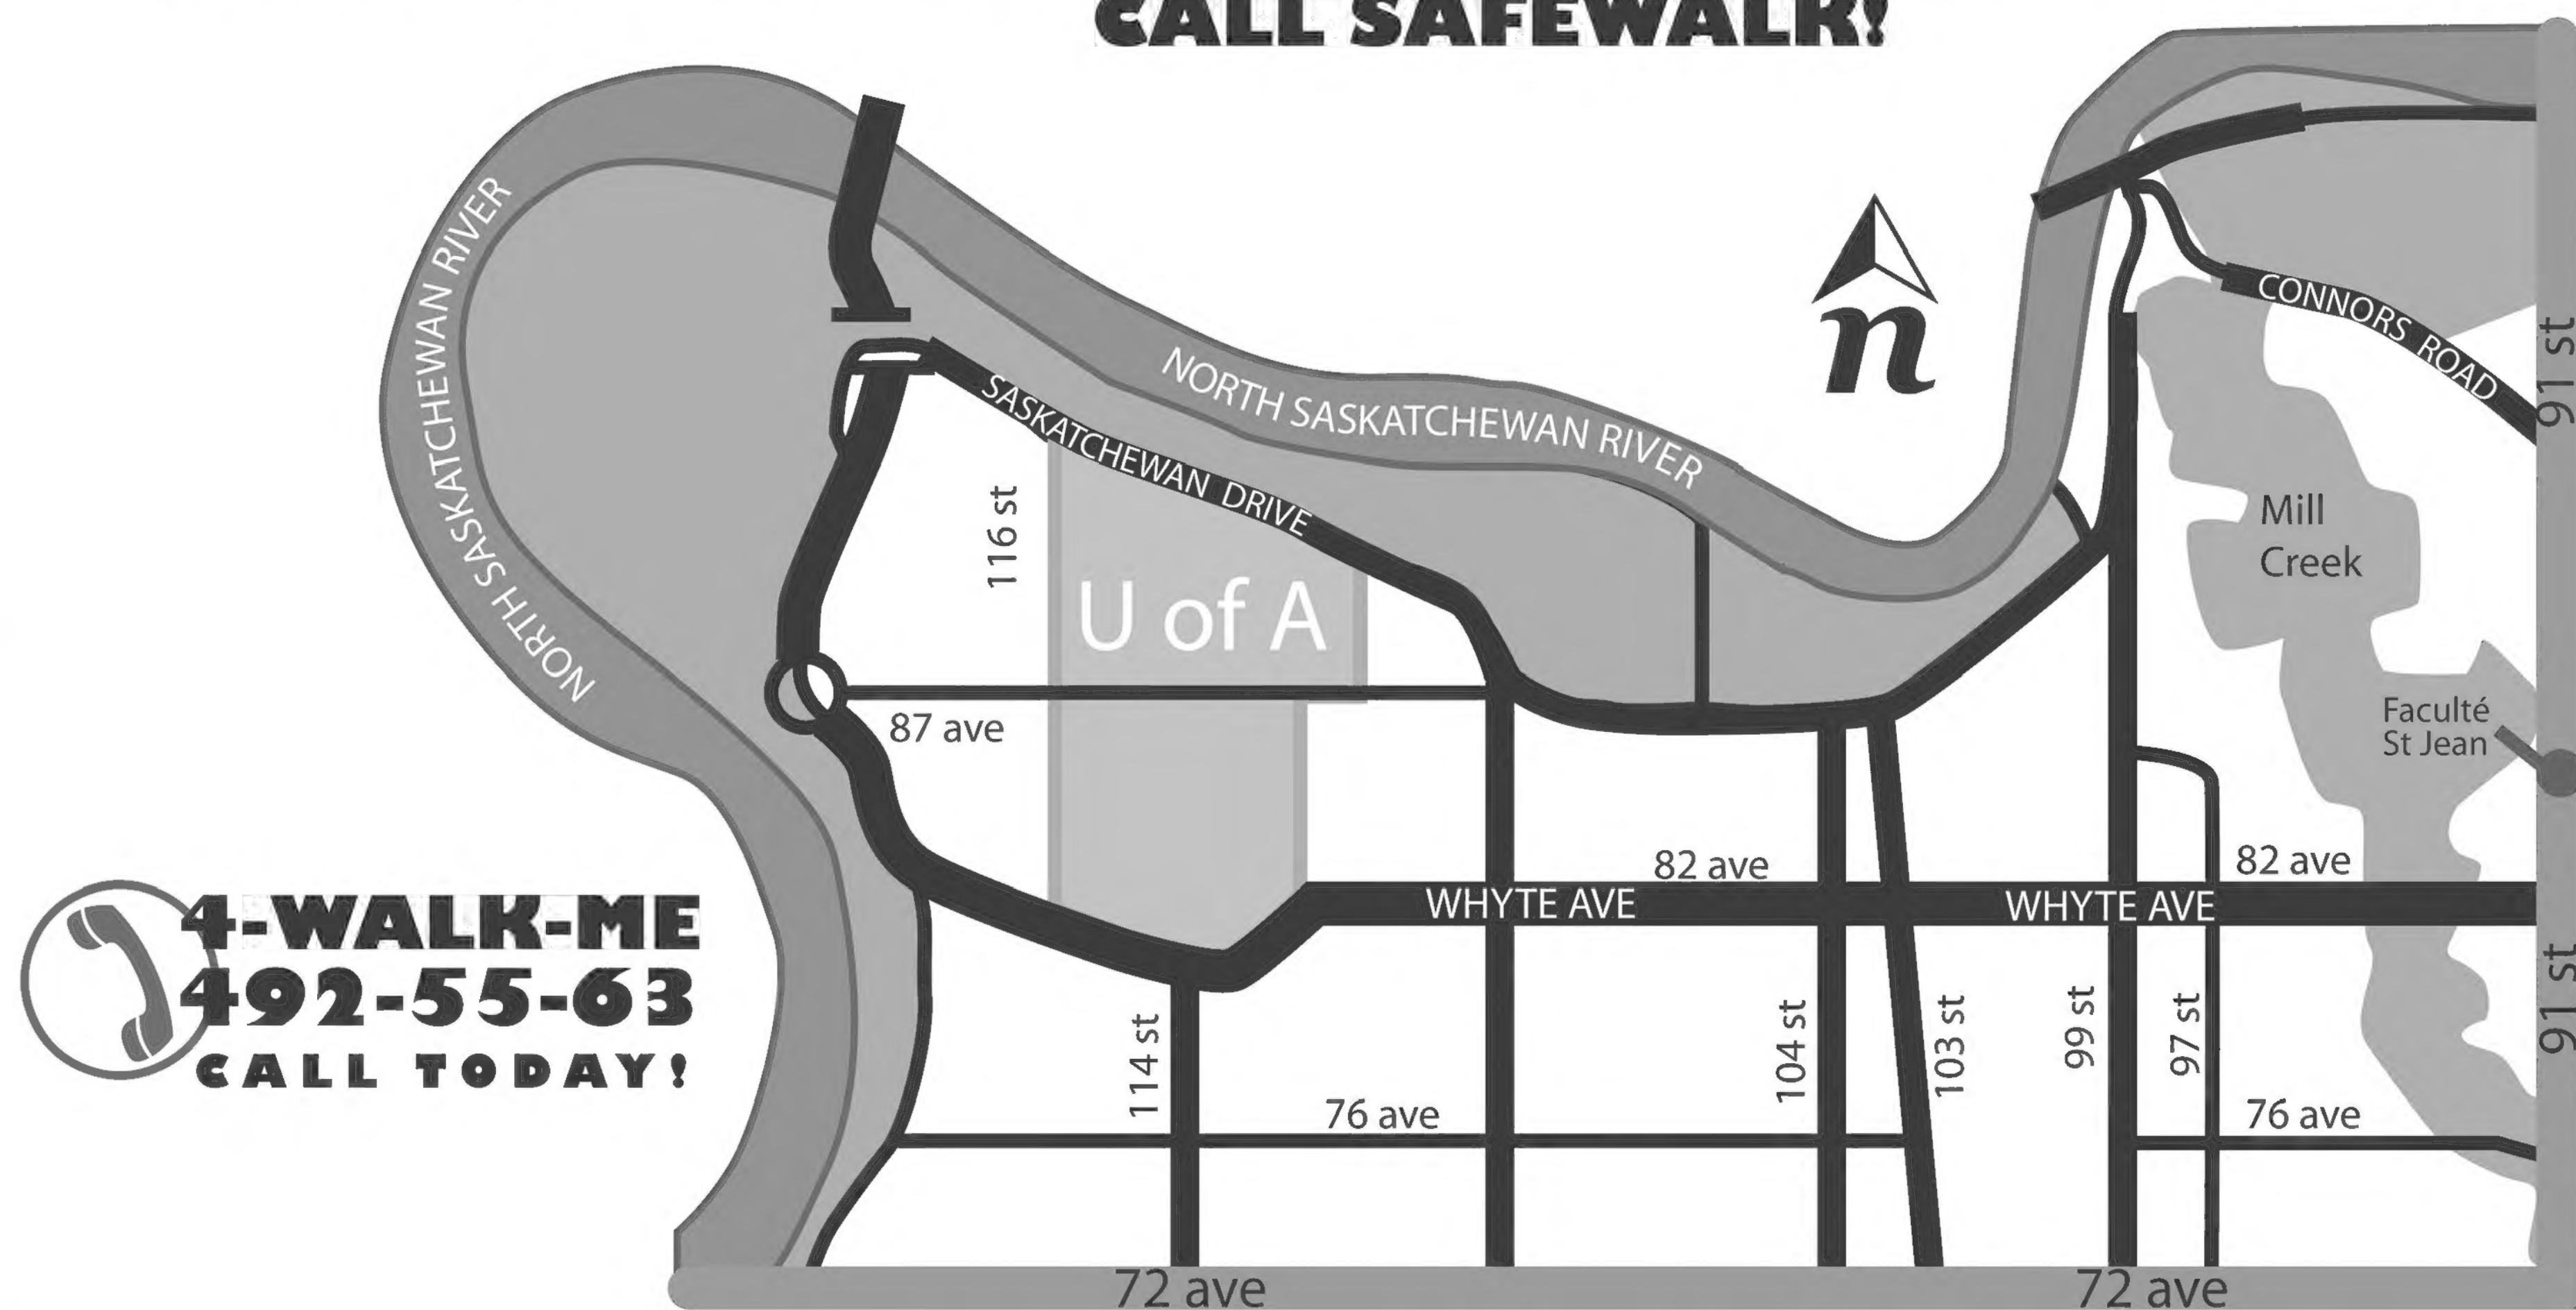 CALL SAFEWALK!
NORTH SASKATCHEWAN RIVER
NORTH SASKATCHEWAN RIVER
n
CONNORS ROAD
91 st
SASKATCHEWAN DRIVE
116 st
U of A
Mill
Creek
Faculté
St Jean
87 ave
82 ave
82 ave
WHYTE AVE
WHYTE AVE
4-WALK-ME
492-55-63
CALL TODAY!
114 st
104 st
103 st
99 st
97 st
91 st
76 ave
76 ave
72 ave
72 ave